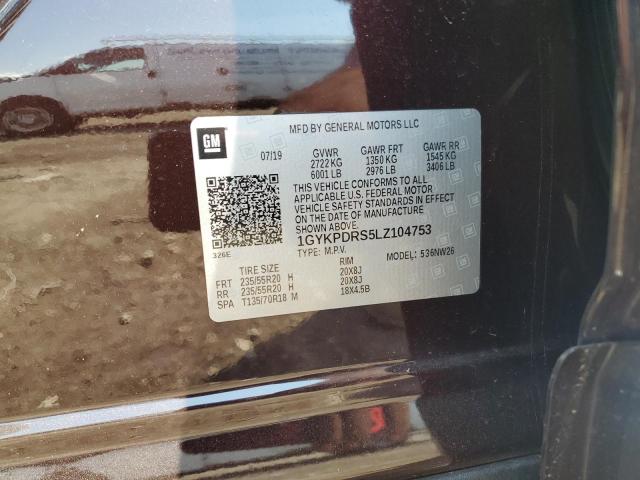 GM
MFD BY GENERAL MOTORS LLC
07/19 GVWR GAWR FRT GAWR RR
2722 KG 1350 KG 1545 KG
6001 LB 2976 LB 3406 LB
THIS VEHICLE CONFORMS TO ALL
APPLICABLE U.S. FEDERAL MOTOR
VEHICLE SAFETY STANDARDS IN EFFECT
ON THE DATE OF MANUFACTURE
SHOWN ABOVE.
1GYKPDRS5LZ104753
326E TYPE: M.P.V. MODEL: 536NW26
TIRE SIZE RIM
FRT 235/55R20 H 20X8J
RR 235/55R20 H 20X8J
SPA T135/70R18 M 18X4.5B